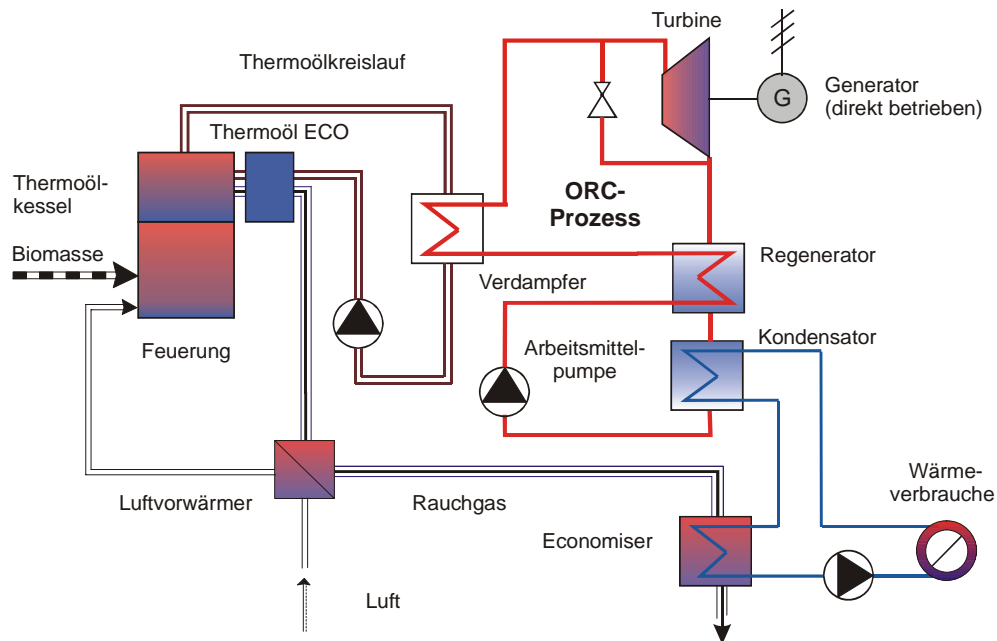 Turbine
Thermoölkreislauf
Generator
(direkt betrieben)
G
Thermoöl ECO
Thermoöl-
kessel
ORC-
Prozess
Biomasse
Regenerator
Verdampfer
Feuerung
Arbeitsmittel-
pumpe
Kondensator
Luftvorwärmer
Rauchgas
Wärme-
verbrauche
Economiser
Luft